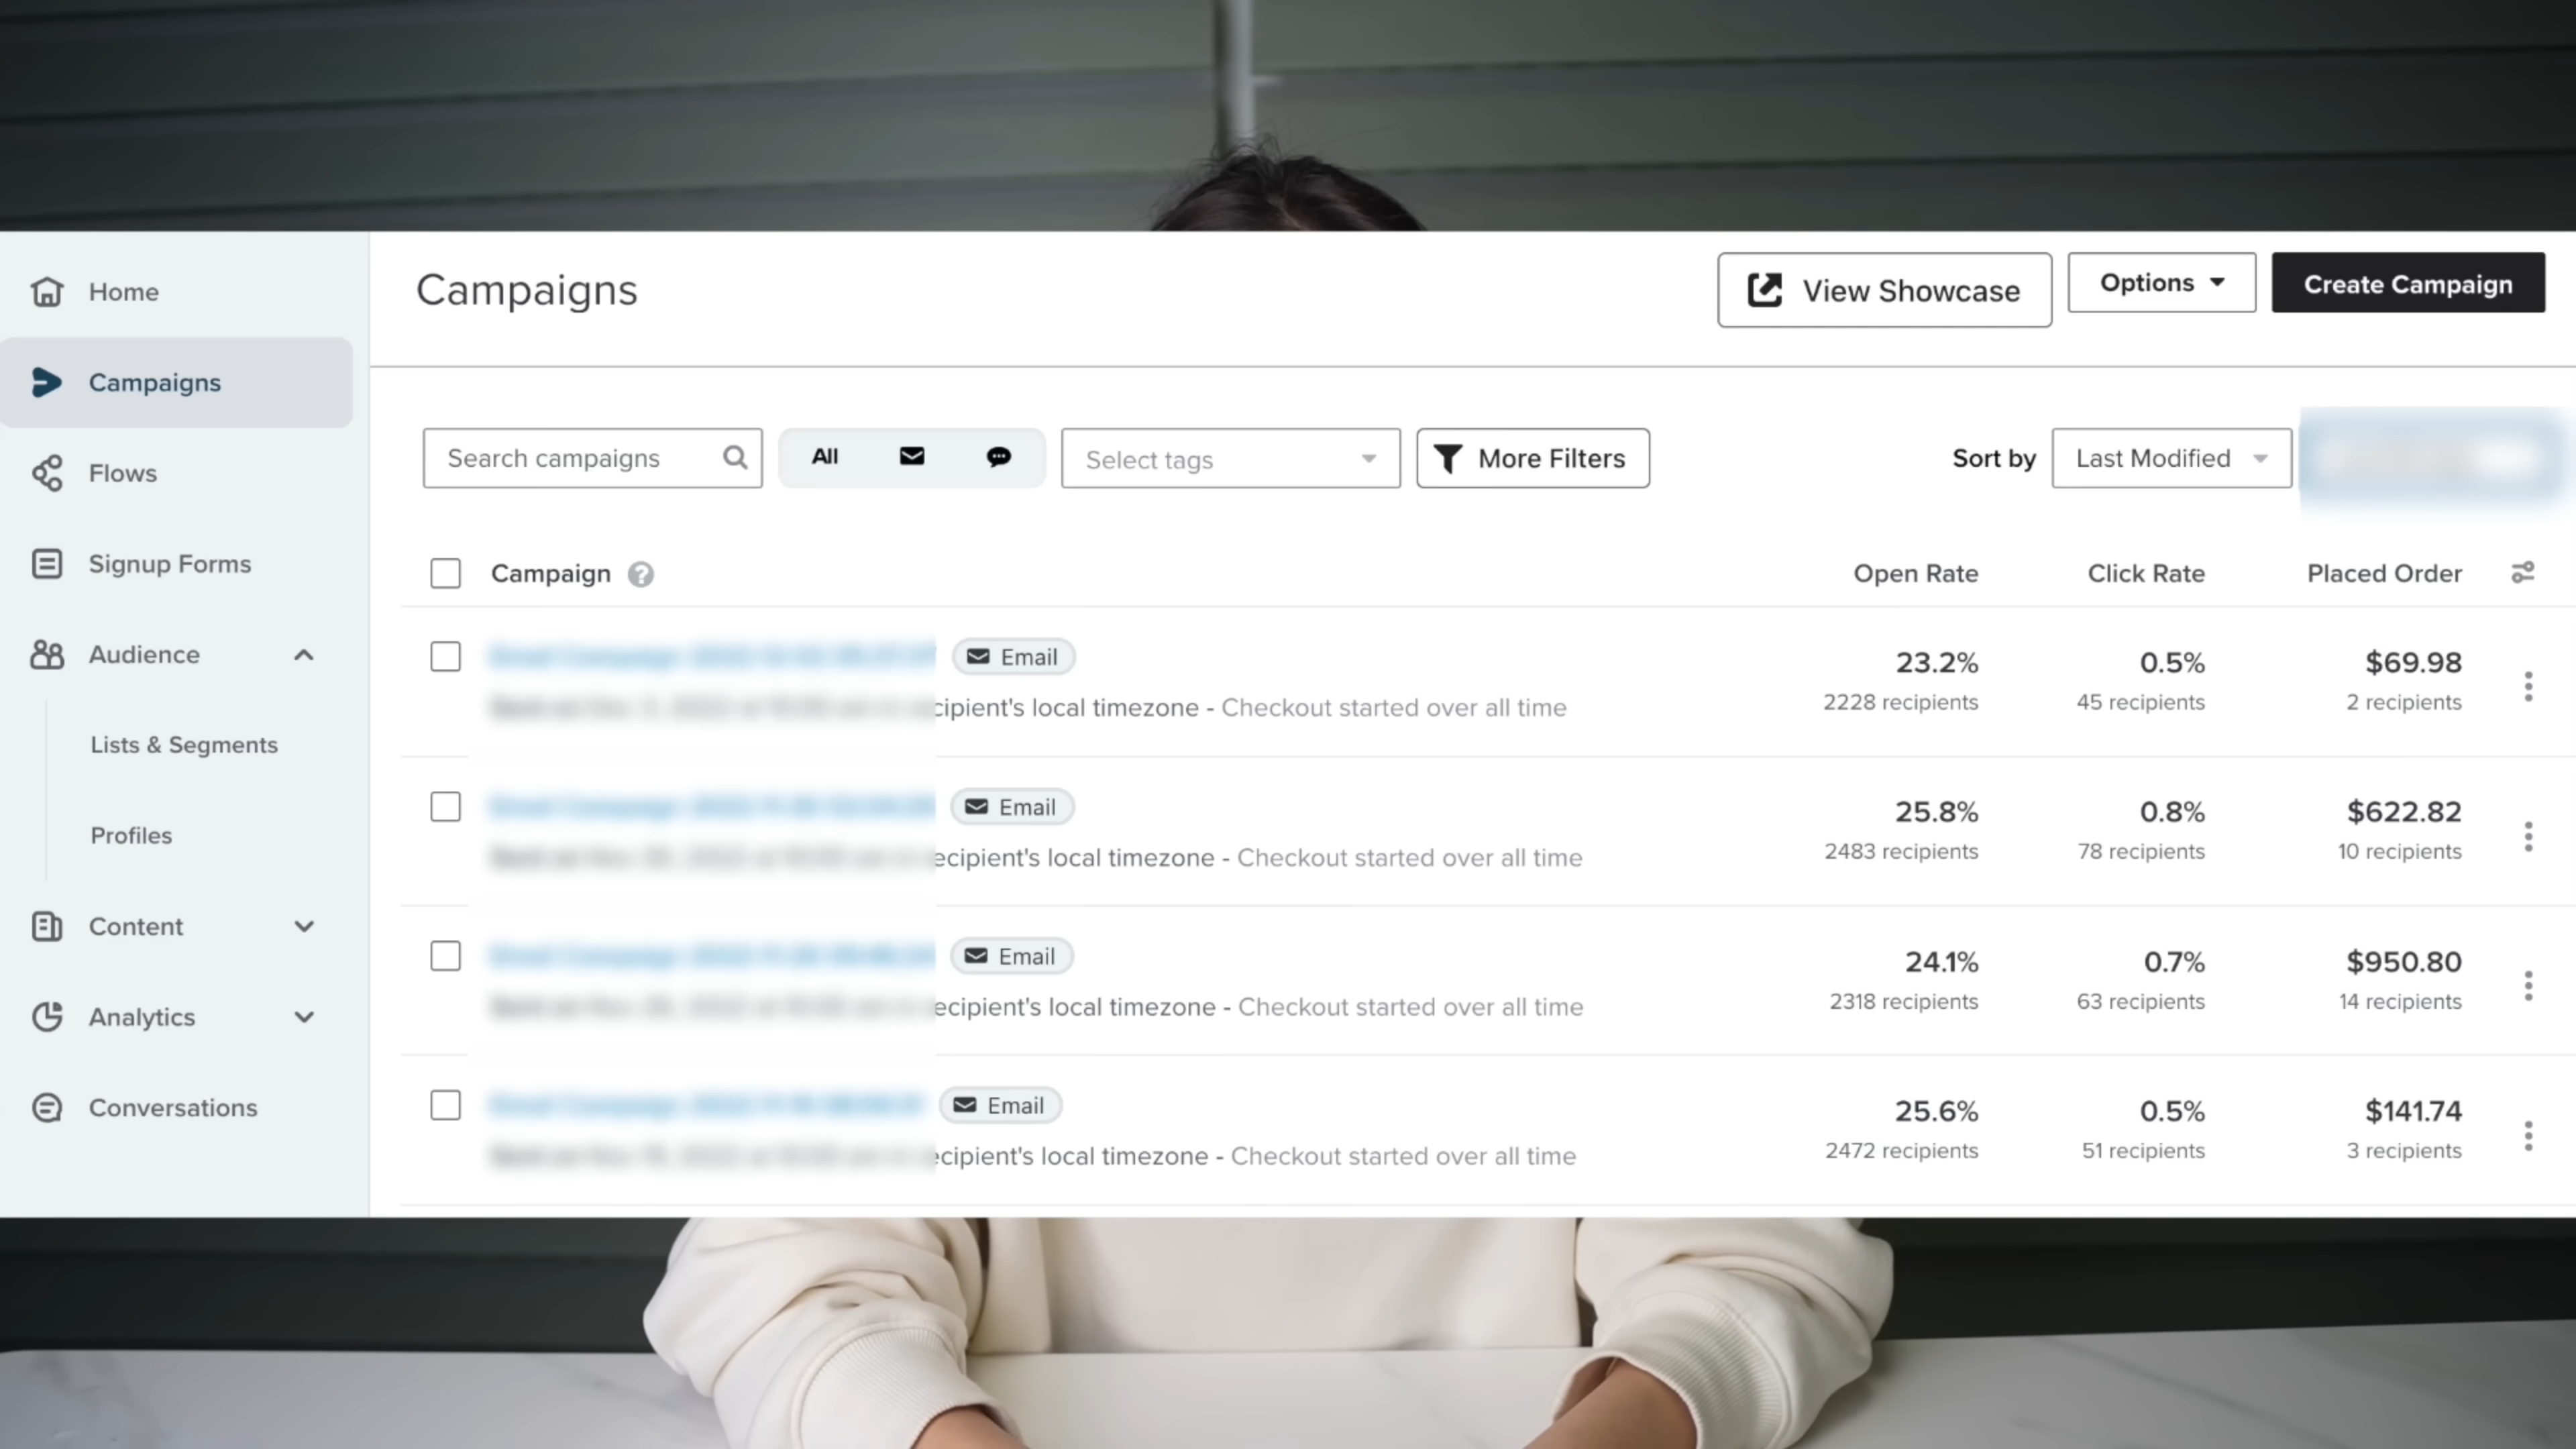 Home
Campaigns
Flows
Signup Forms
Audience
Lists & Segments
Profiles
Content
Analytics
Conversations
Campaigns
View Showcase
Options
Create Campaign
Search campaigns
All
Select tags
More Filters
Sort by
Last Modified
Campaign ? Open Rate Click Rate Placed Order
Email 23.2% 0.5% $69.98
local timezone - Checkout started over all time 2228 recipients 45 recipients 2 recipients
Email 25.8% 0.8% $622.82
local timezone - Checkout started over all time 2483 recipients 78 recipients 10 recipients
Email 24.1% 0.7% $950.80
local timezone - Checkout started over all time 2318 recipients 63 recipients 14 recipients
Email 25.6% 0.5% $141.74
local timezone - Checkout started over all time 2472 recipients 51 recipients 3 recipients